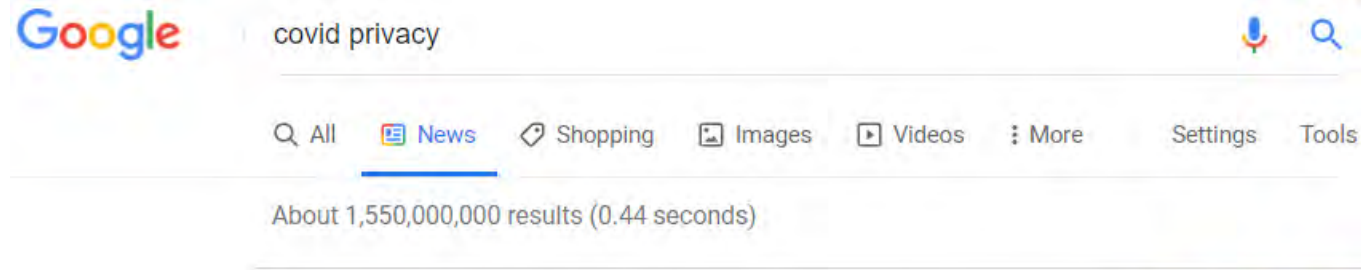 Google covid privacy
All News Shopping Images Videos More Settings Tools
About 1,550,000,000 results (0.44 seconds)